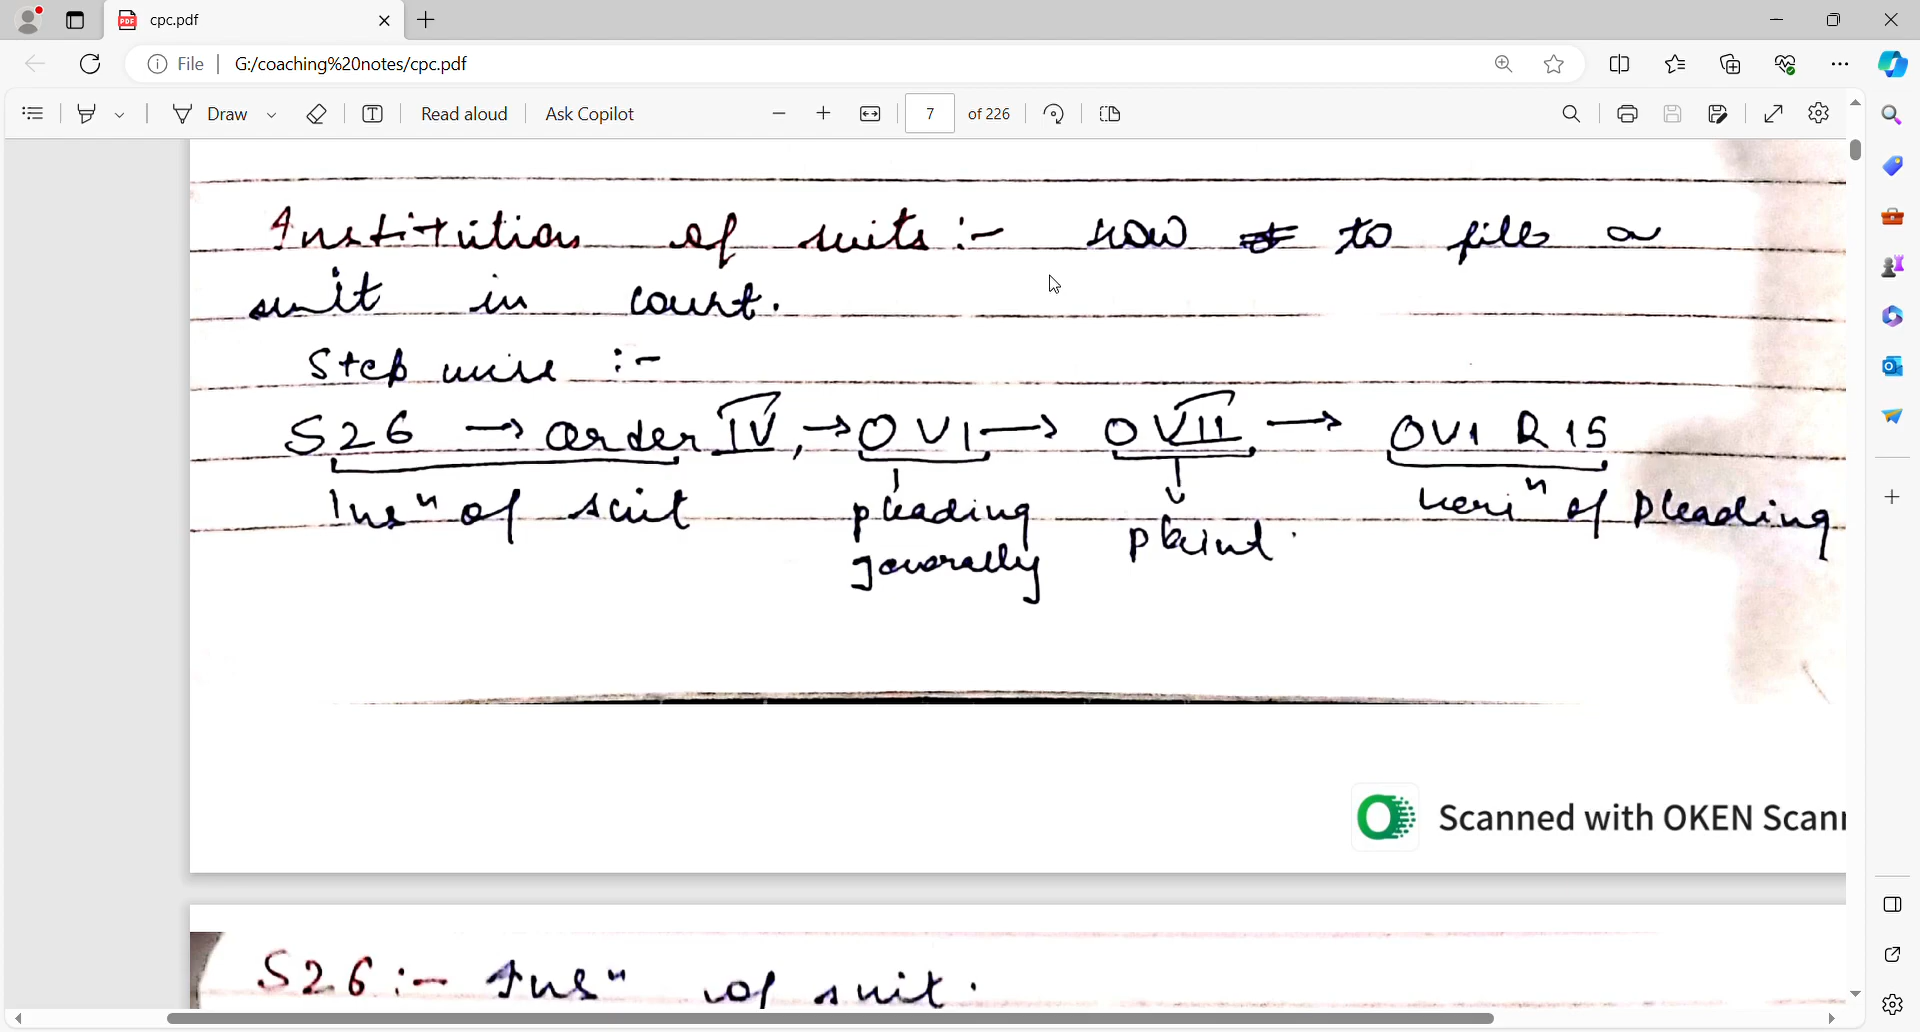 cpc.pdf
File
G:/coaching%20notes/cpc.pdf
Draw
Read aloud
Ask Copilot
7 of 226
Institution of suits :- how to file a
suit in court.
Step wise :-
S26 → order IV, → O VI → O VII → OVI R 15
Insⁿ of suit
pleading generally
plaint.
veriⁿ of Pleading
Scanned with OKEN Scann
S26 :- Insⁿ of suit.